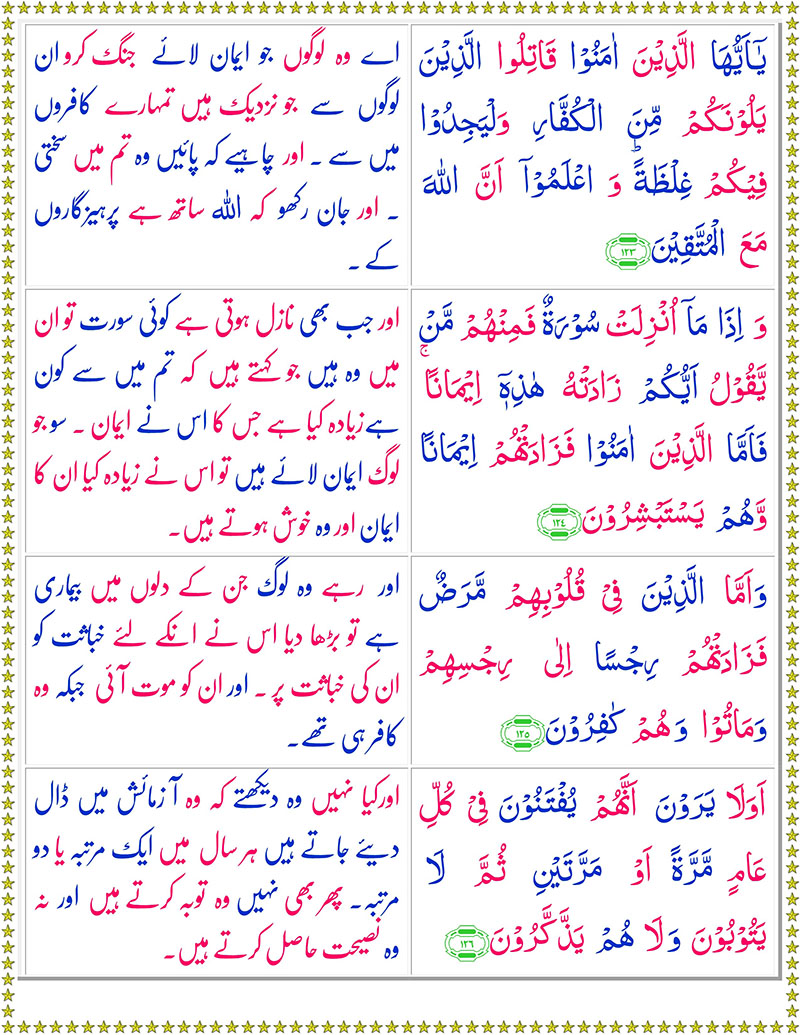 يٰۤاَيُّهَا الَّذِيْنَ اٰمَنُوْا قَاتِلُوا الَّذِيْنَ
يَلُوْنَكُمْ مِّنَ الْكُفَّارِ وَلْيَجِدُوْا
فِيْكُمْ غِلْظَةً ؕ وَ اعْلَمُوْۤا اَنَّ اللّٰهَ
مَعَ الْمُتَّقِيْنَ ۱۲۳
اے وہ لوگوں جو ایمان لائے جنگ کرو ان
لوگوں سے جو نزدیک ہیں تمہارے کافروں
میں سے ۔ اور چاہیے کہ پائیں وہ تم میں سختی
۔ اور جان رکھو کہ اللہ ساتھ ہے پرہیزگاروں
کے ۔
وَ اِذَا مَاۤ اُنْزِلَتْ سُوْرَةٌ فَمِنْهُمْ مَّنْ
يَّقُوْلُ اَيُّكُمْ زَادَتْهُ هٰذِهٖۤ اِيْمَانًا ۚ
فَاَمَّا الَّذِيْنَ اٰمَنُوْا فَزَادَتْهُمْ اِيْمَانًا
وَّهُمْ يَسْتَبْشِرُوْنَ ۱۲٤
اور جب بھی نازل ہوتی ہے کوئی سورت تو ان
میں وہ ہیں جو کہتے ہیں کہ تم میں سے کون
ہے زیادہ کیا ہے جس کا اس نے ایمان ۔ سو جو
لوگ ایمان لائے ہیں تو اس نے زیادہ کیا ان کا
ایمان اور وہ خوش ہوتے ہیں۔
وَاَمَّا الَّذِيْنَ فِيْ قُلُوْبِهِمْ مَّرَضٌ
فَزَادَتْهُمْ رِجْسًا اِلٰى رِجْسِهِمْ
وَمَاتُوْا وَهُمْ كٰفِرُوْنَ ۱۲۵
اور رہے وہ لوگ جن کے دلوں میں بیماری
ہے تو بڑھا دیا اس نے انکے لئے خباثت کو
ان کی خباثت پر ۔ اور ان کو موت آئی جبکہ وہ
کافر ہی تھے۔
اَوَلَا يَرَوْنَ اَنَّهُمْ يُفْتَنُوْنَ فِيْ كُلِّ
عَامٍ مَّرَّةً اَوْ مَرَّتَيْنِ ثُمَّ لَا
يَتُوْبُوْنَ وَلَا هُمْ يَذَّكَّرُوْنَ ۱۲٦
اورکیا نہیں وہ دیکھتے کہ وہ آزمائش میں ڈال
دیئے جاتے ہیں ہر سال میں ایک مرتبہ یا دو
مرتبہ۔ پھر بھی نہیں وہ توبہ کرتے ہیں اور نہ
وہ نصیحت حاصل کرتے ہیں۔